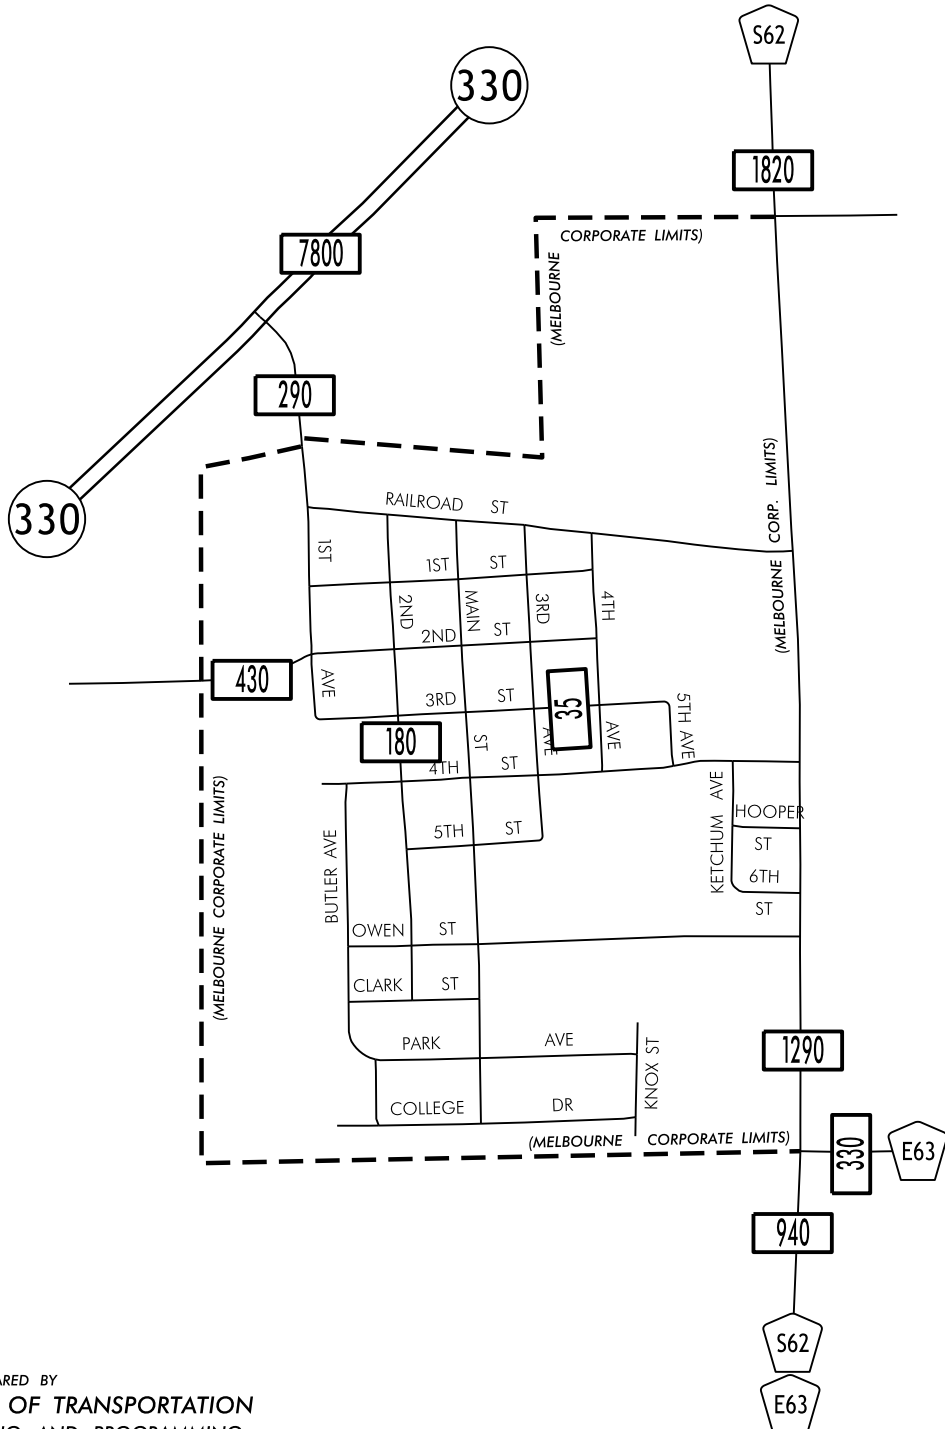 S62
330
1820
CORPORATE LIMITS)
7800
(MELBOURNE
290
CORP. LIMITS)
330
RAILROAD ST
1ST
1ST ST
2ND
MAIN
3RD
4TH
(MELBOURNE
2ND ST
430
AVE
3RD ST
35
5TH AVE
180
ST
AVE
AVE
4TH ST
KETCHUM AVE
HOOPER
ST
5TH ST
BUTLER AVE
6TH
ST
(MELBOURNE CORPORATE LIMITS)
OWEN ST
CLARK ST
PARK AVE
1290
KNOX ST
COLLEGE DR
(MELBOURNE CORPORATE LIMITS)
330
E63
940
S62
ARED BY
OF TRANSPORTATION
E63
AND PROGRAMMING